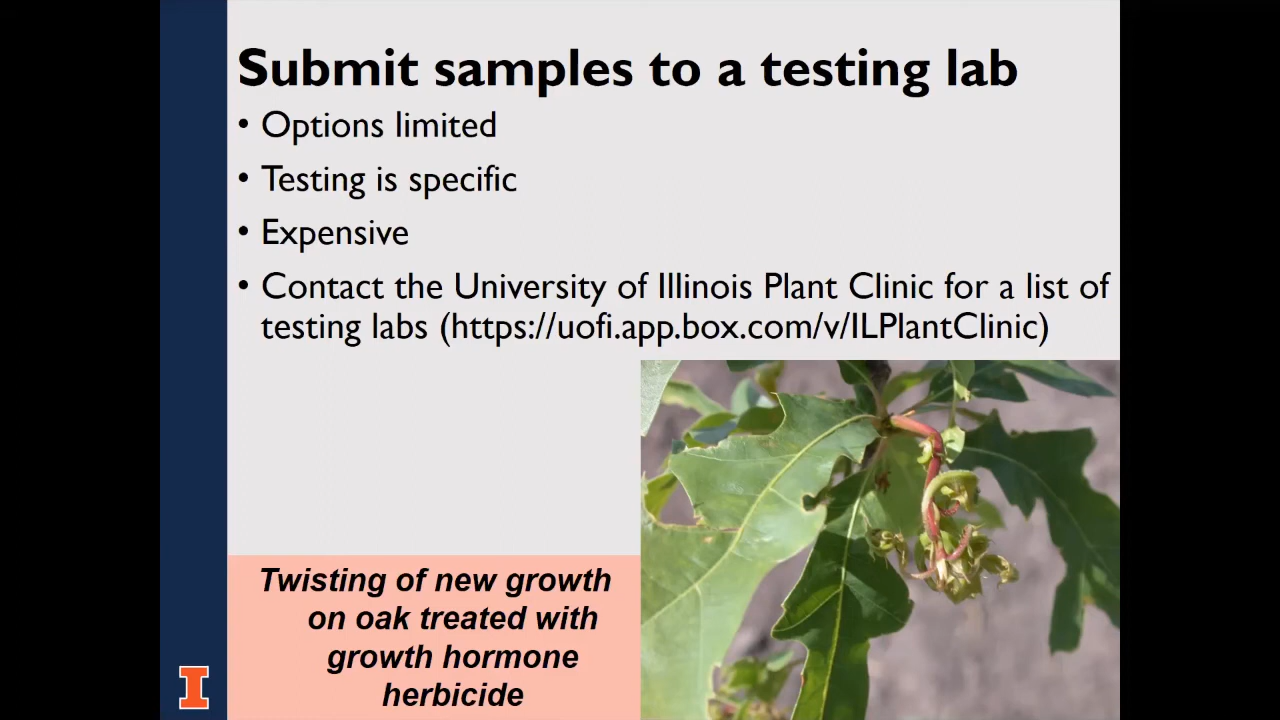 Submit samples to a testing lab
• Options limited
• Testing is specific
• Expensive
• Contact the University of Illinois Plant Clinic for a list of
testing labs (https://uofi.app.box.com/v/ILPlantClinic)
Twisting of new growth
on oak treated with
growth hormone
herbicide